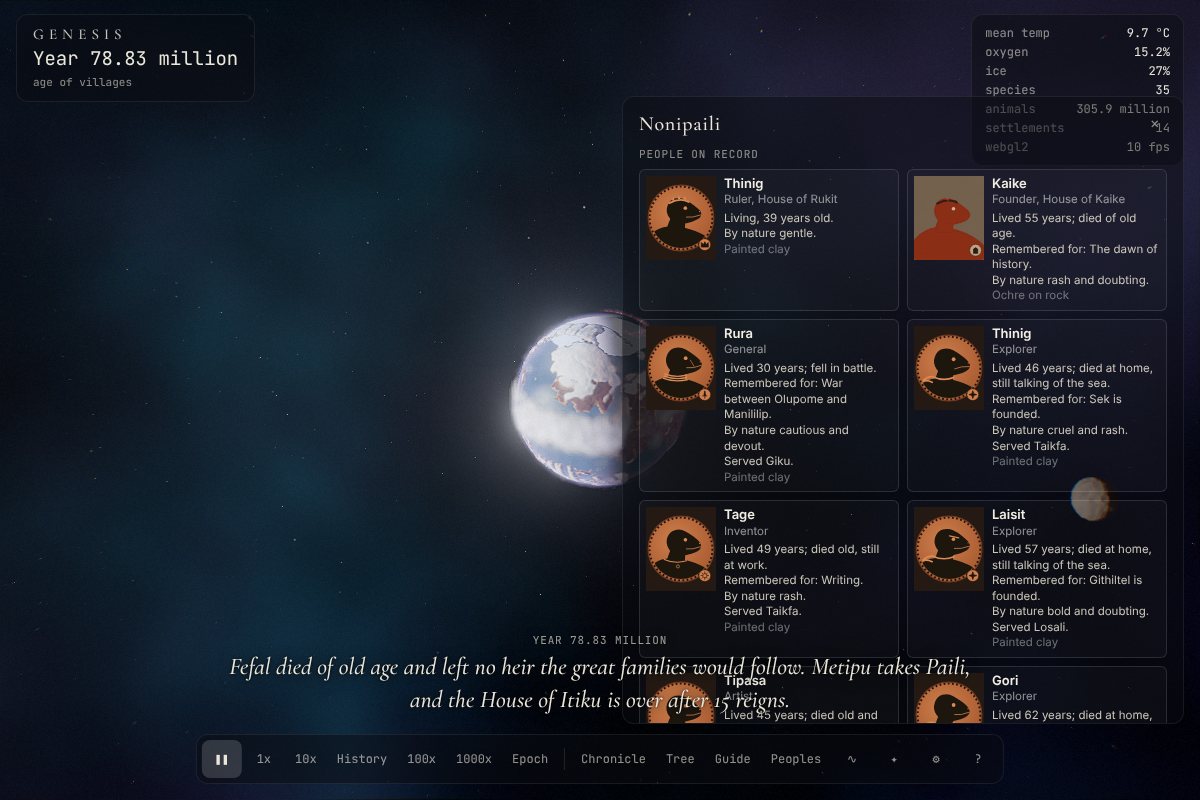 GENESIS
Year 78.83 million
age of villages
mean temp 9.7 °C
oxygen 15.2%
ice 27%
species 35
animals 305.9 million
settlements 14
webgl2 10 fps
Nonipaili
×
PEOPLE ON RECORD
Thinig
Ruler, House of Rukit
Living, 39 years old.
By nature gentle.
Painted clay
Kaike
Founder, House of Kaike
Lived 55 years; died of old
age.
Remembered for: The dawn of
history.
By nature rash and doubting.
Ochre on rock
Rura
General
Lived 30 years; fell in battle.
Remembered for: War
between Olupome and
Manililip.
By nature cautious and
devout.
Served Giku.
Painted clay
Thinig
Explorer
Lived 46 years; died at home,
still talking of the sea.
Remembered for: Sek is
founded.
By nature cruel and rash.
Served Taikfa.
Painted clay
Tage
Inventor
Lived 49 years; died old, still
at work.
Remembered for: Writing.
By nature rash.
Served Taikfa.
Painted clay
Laisit
Explorer
Lived 57 years; died at home,
still talking of the sea.
Remembered for: Githiltel is
founded.
By nature bold and doubting.
Served Losali.
Painted clay
Tipasa
Artist
Lived 45 years; died old and
Gori
Explorer
Lived 62 years; died at home,
YEAR 78.83 MILLION
Fefal died of old age and left no heir the great families would follow. Metipu takes Paili,
and the House of Itiku is over after 15 reigns.
1x 10x History 100x 1000x Epoch Chronicle Tree Guide Peoples ?